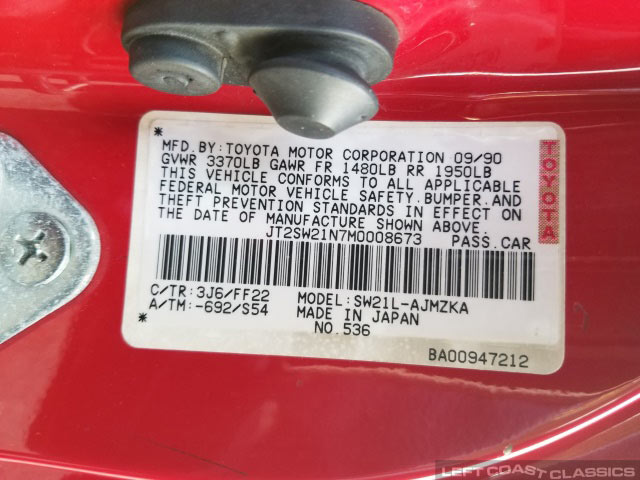 MFD.BY:TOYOTA MOTOR CORPORATION 09/90
GVWR 3370LB GAWR FR 1480LB RR 1950LB
THIS VEHICLE CONFORMS TO ALL APPLICABLE
FEDERAL MOTOR VEHICLE SAFETY.BUMPER.AND
THEFT PREVENTION STANDARDS IN EFFECT ON
THE DATE OF MANUFACTURE SHOWN ABOVE.
JT2SW21N7M0008673 PASS.CAR
TOYOTA
C/TR:3J6/FF22 MODEL:SW21L-AJMZKA
A/TM:-692/S54 MADE IN JAPAN
NO.536
BA00947212
LEFT COAST CLASSICS